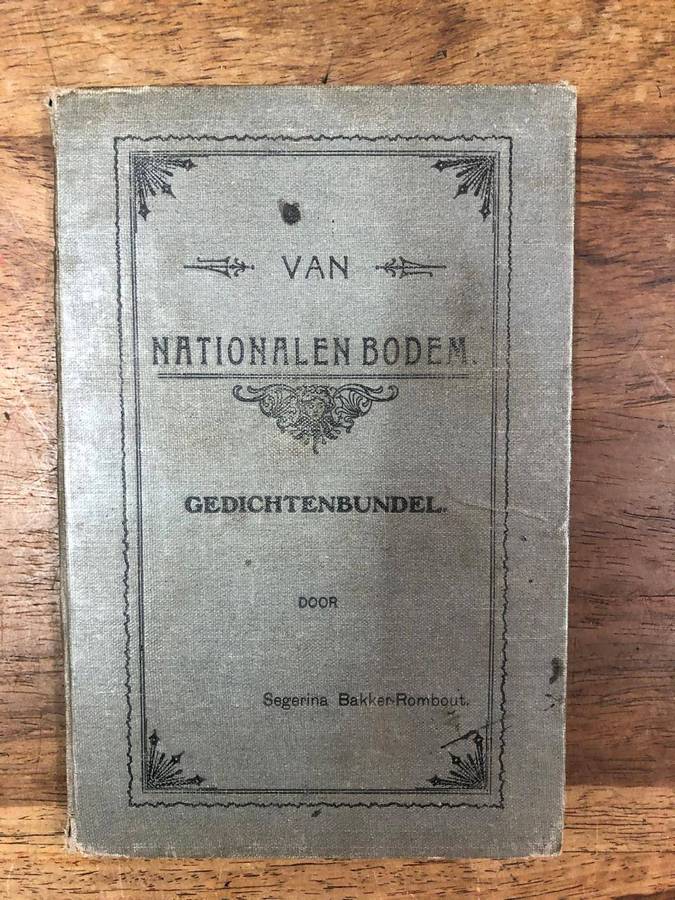 VAN
NATIONALEN BODEM.
GEDICHTENBUNDEL.
DOOR
Segerina Bakker-Rombout.